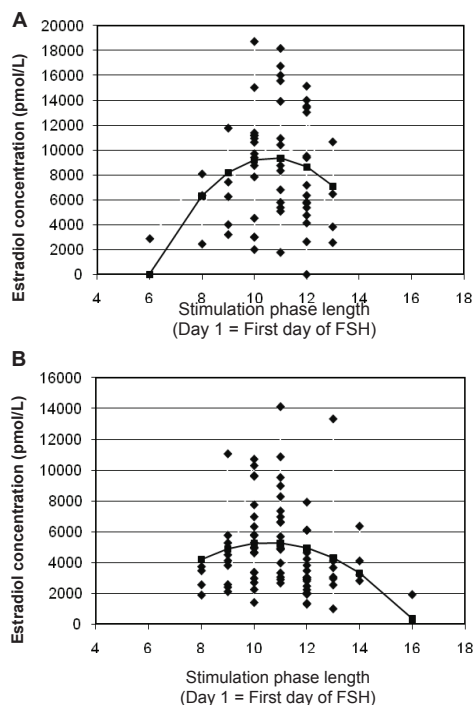 A
Estradiol concentration (pmol/L)
20000
18000
16000
14000
12000
10000
8000
6000
4000
2000
0
4 6 8 10 12 14 16 18
Stimulation phase length
(Day 1 = First day of FSH)
B
Estradiol concentration (pmol/L)
16000
14000
12000
10000
8000
6000
4000
2000
0
4 6 8 10 12 14 16 18
Stimulation phase length
(Day 1 = First day of FSH)